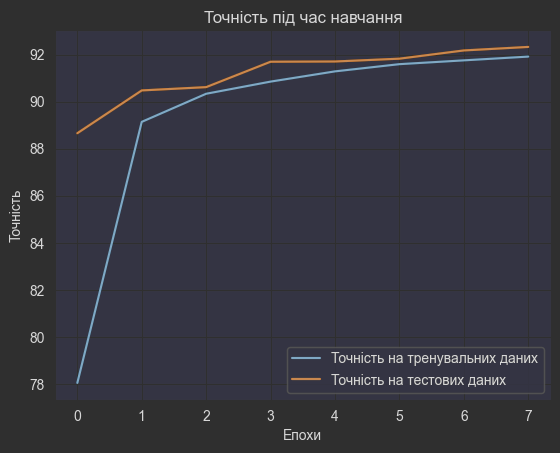 Точність під час навчання
Точність
92
90
88
86
84
82
80
78
0 1 2 3 4 5 6 7
Епохи
Точність на тренувальних даних
Точність на тестових даних